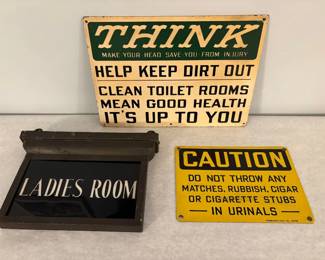 THINK
MAKE YOUR HEAD SAVE YOU FROM INJURY
HELP KEEP DIRT OUT
CLEAN TOILET ROOMS
MEAN GOOD HEALTH
IT'S UP TO YOU
LADIES ROOM
CAUTION
DO NOT THROW ANY
MATCHES, RUBBISH, CIGAR
OR CIGARETTE STUBS
IN URINALS